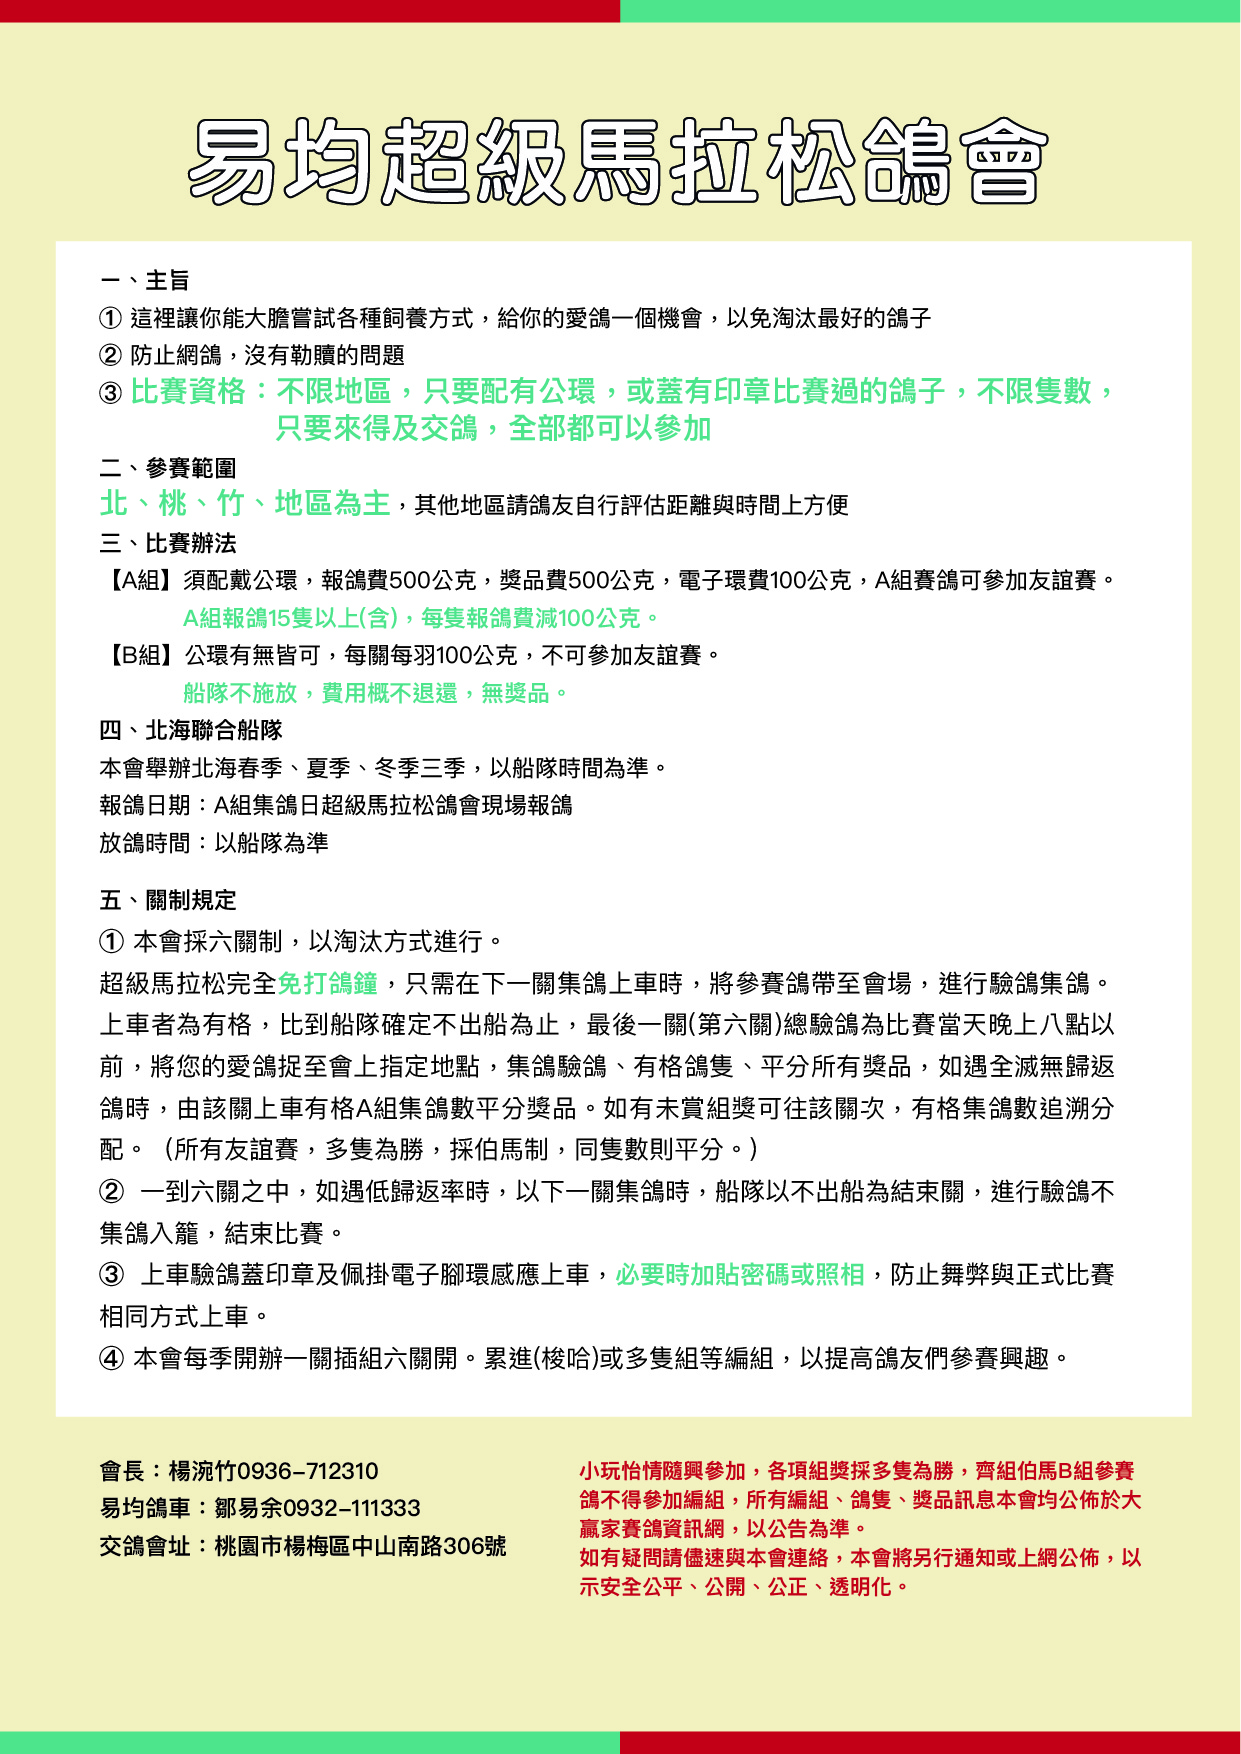 易均超級馬拉松鴿會
一、主旨
① 這裡讓你能大膽嘗試各種飼養方式，給你的愛鴿一個機會，以免淘汰最好的鴿子
② 防止網鴿，沒有勒贖的問題
③ 比賽資格：不限地區，只要配有公環，或蓋有印章比賽過的鴿子，不限隻數，
只要來得及交鴿，全部都可以參加
二、參賽範圍
北、桃、竹、地區為主，其他地區請鴿友自行評估距離與時間上方便
三、比賽辦法
【A組】須配戴公環，報鴿費500公克，獎品費500公克，電子環費100公克，A組賽鴿可參加友誼賽。
A組報鴿15隻以上(含)，每隻報鴿費減100公克。
【B組】公環有無皆可，每關每羽100公克，不可參加友誼賽。
船隊不施放，費用概不退還，無獎品。
四、北海聯合船隊
本會舉辦北海春季、夏季、冬季三季，以船隊時間為準。
報鴿日期：A組集鴿日超級馬拉松鴿會現場報鴿
放鴿時間：以船隊為準
五、關制規定
① 本會採六關制，以淘汰方式進行。
超級馬拉松完全免打鴿鐘，只需在下一關集鴿上車時，將參賽鴿帶至會場，進行驗鴿集鴿。
上車者為有格，比到船隊確定不出船為止，最後一關(第六關)總驗鴿為比賽當天晚上八點以
前，將您的愛鴿捉至會上指定地點，集鴿驗鴿、有格鴿隻、平分所有獎品，如遇全滅無歸返
鴿時，由該關上車有格A組集鴿數平分獎品。如有未賞組獎可往該關次，有格集鴿數追溯分
配。（所有友誼賽，多隻為勝，採伯馬制，同隻數則平分。）
② 一到六關之中，如遇低歸返率時，以下一關集鴿時，船隊以不出船為結束關，進行驗鴿不
集鴿入籠，結束比賽。
③ 上車驗鴿蓋印章及佩掛電子腳環感應上車，必要時加貼密碼或照相，防止舞弊與正式比賽
相同方式上車。
④ 本會每季開辦一關插組六關開。累進(梭哈)或多隻組等編組，以提高鴿友們參賽興趣。
會長：楊涴竹0936-712310
易均鴿車：鄒易余0932-111333
交鴿會址：桃園市楊梅區中山南路306號
小玩怡情隨興參加，各項組獎採多隻為勝，齊組伯馬B組參賽
鴿不得參加編組，所有編組、鴿隻、獎品訊息本會均公佈於大
贏家賽鴿資訊網，以公告為準。
如有疑問請儘速與本會連絡，本會將另行通知或上網公佈，以
示安全公平、公開、公正、透明化。